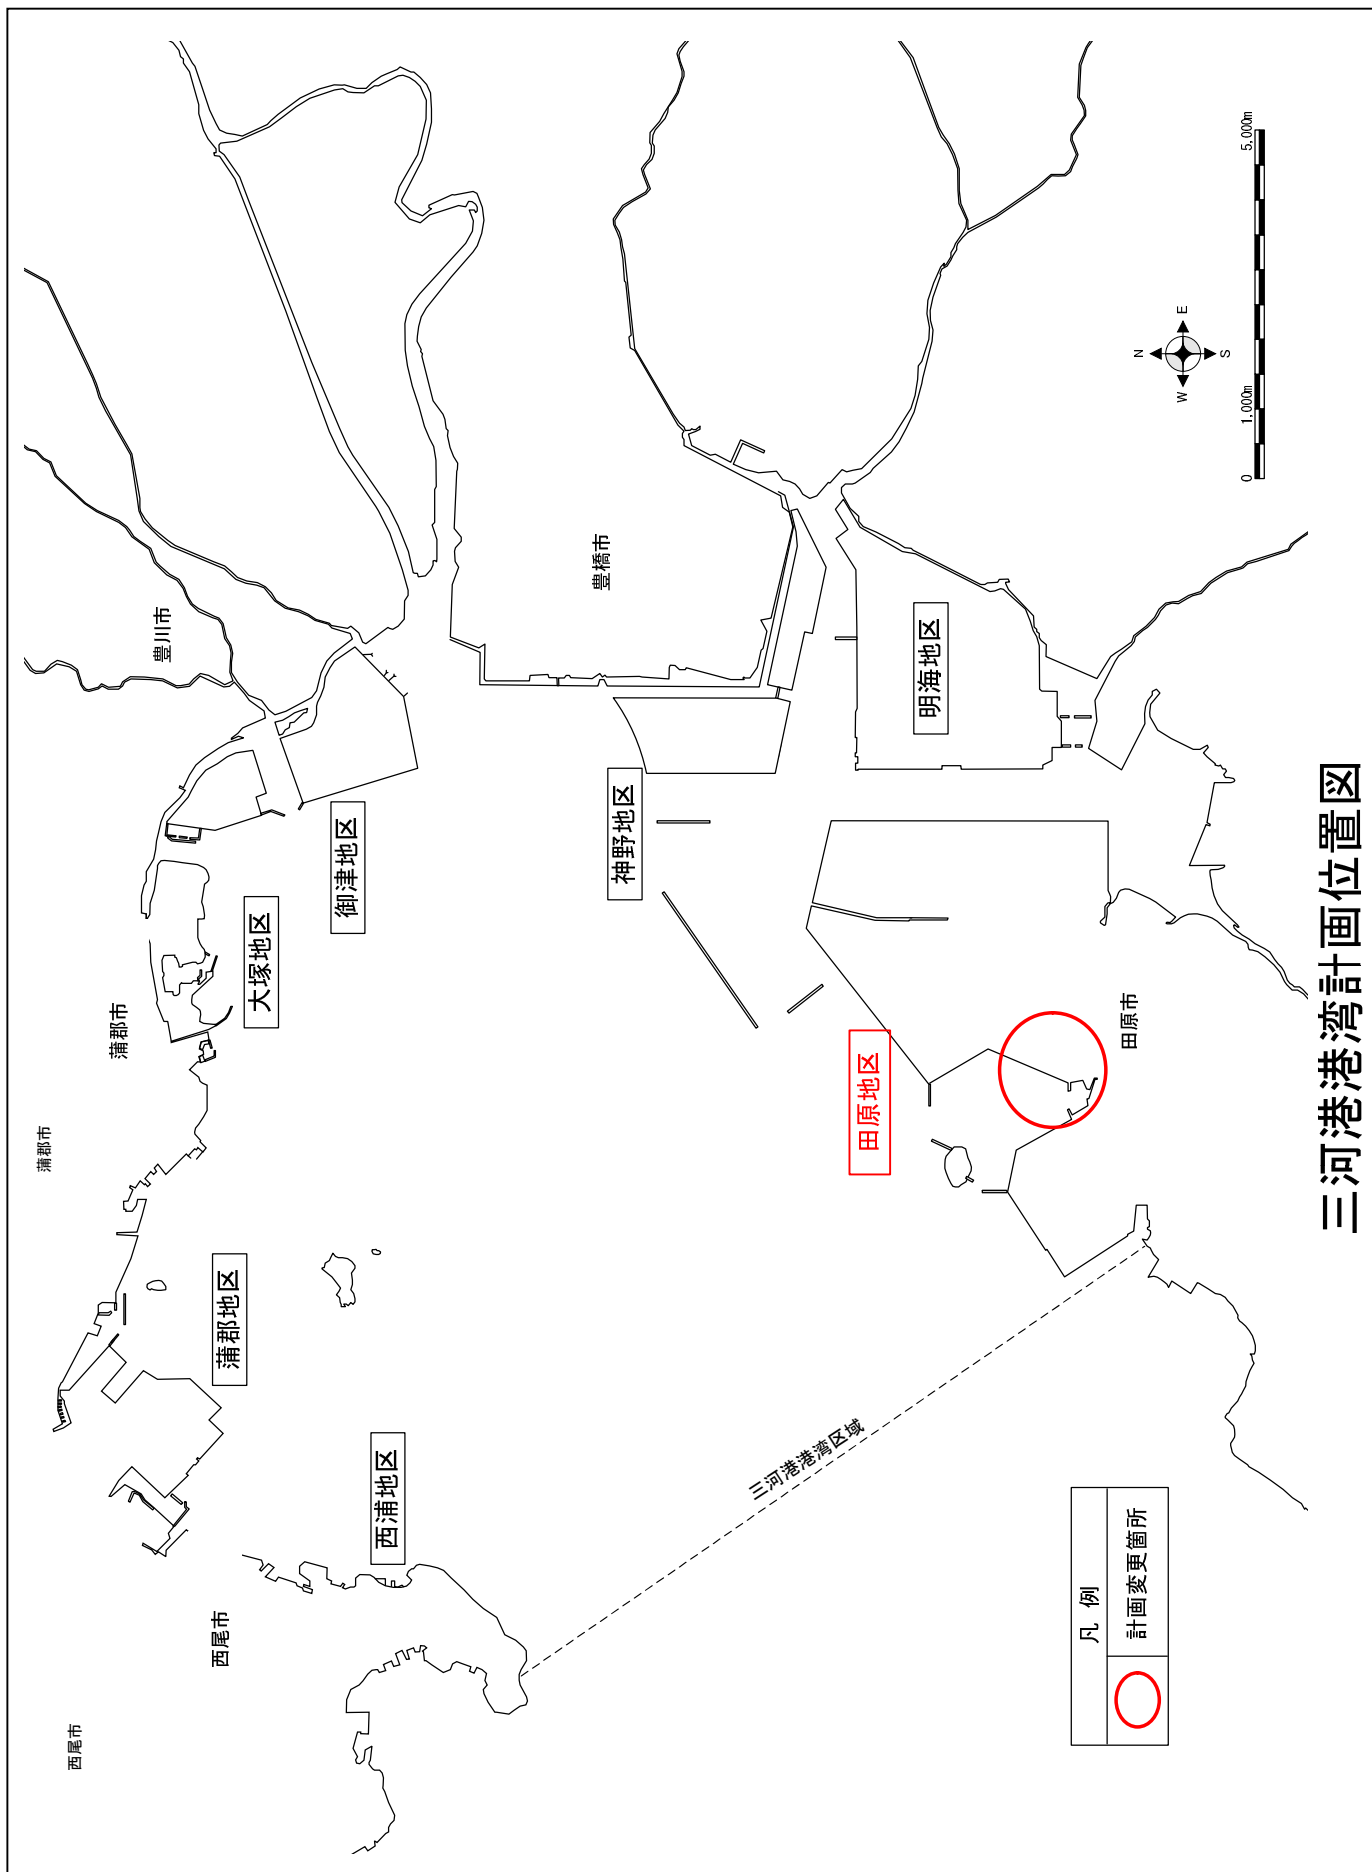 三河港港湾計画位置図
西尾市
西尾市
蒲郡市
蒲郡市
豊川市
豊橋市
田原市
西浦地区
蒲郡地区
大塚地区
御津地区
神野地区
明海地区
田原地区
三河港港湾区域
N
W
E
S
0
1,000m
5,000m
凡 例
計画変更箇所